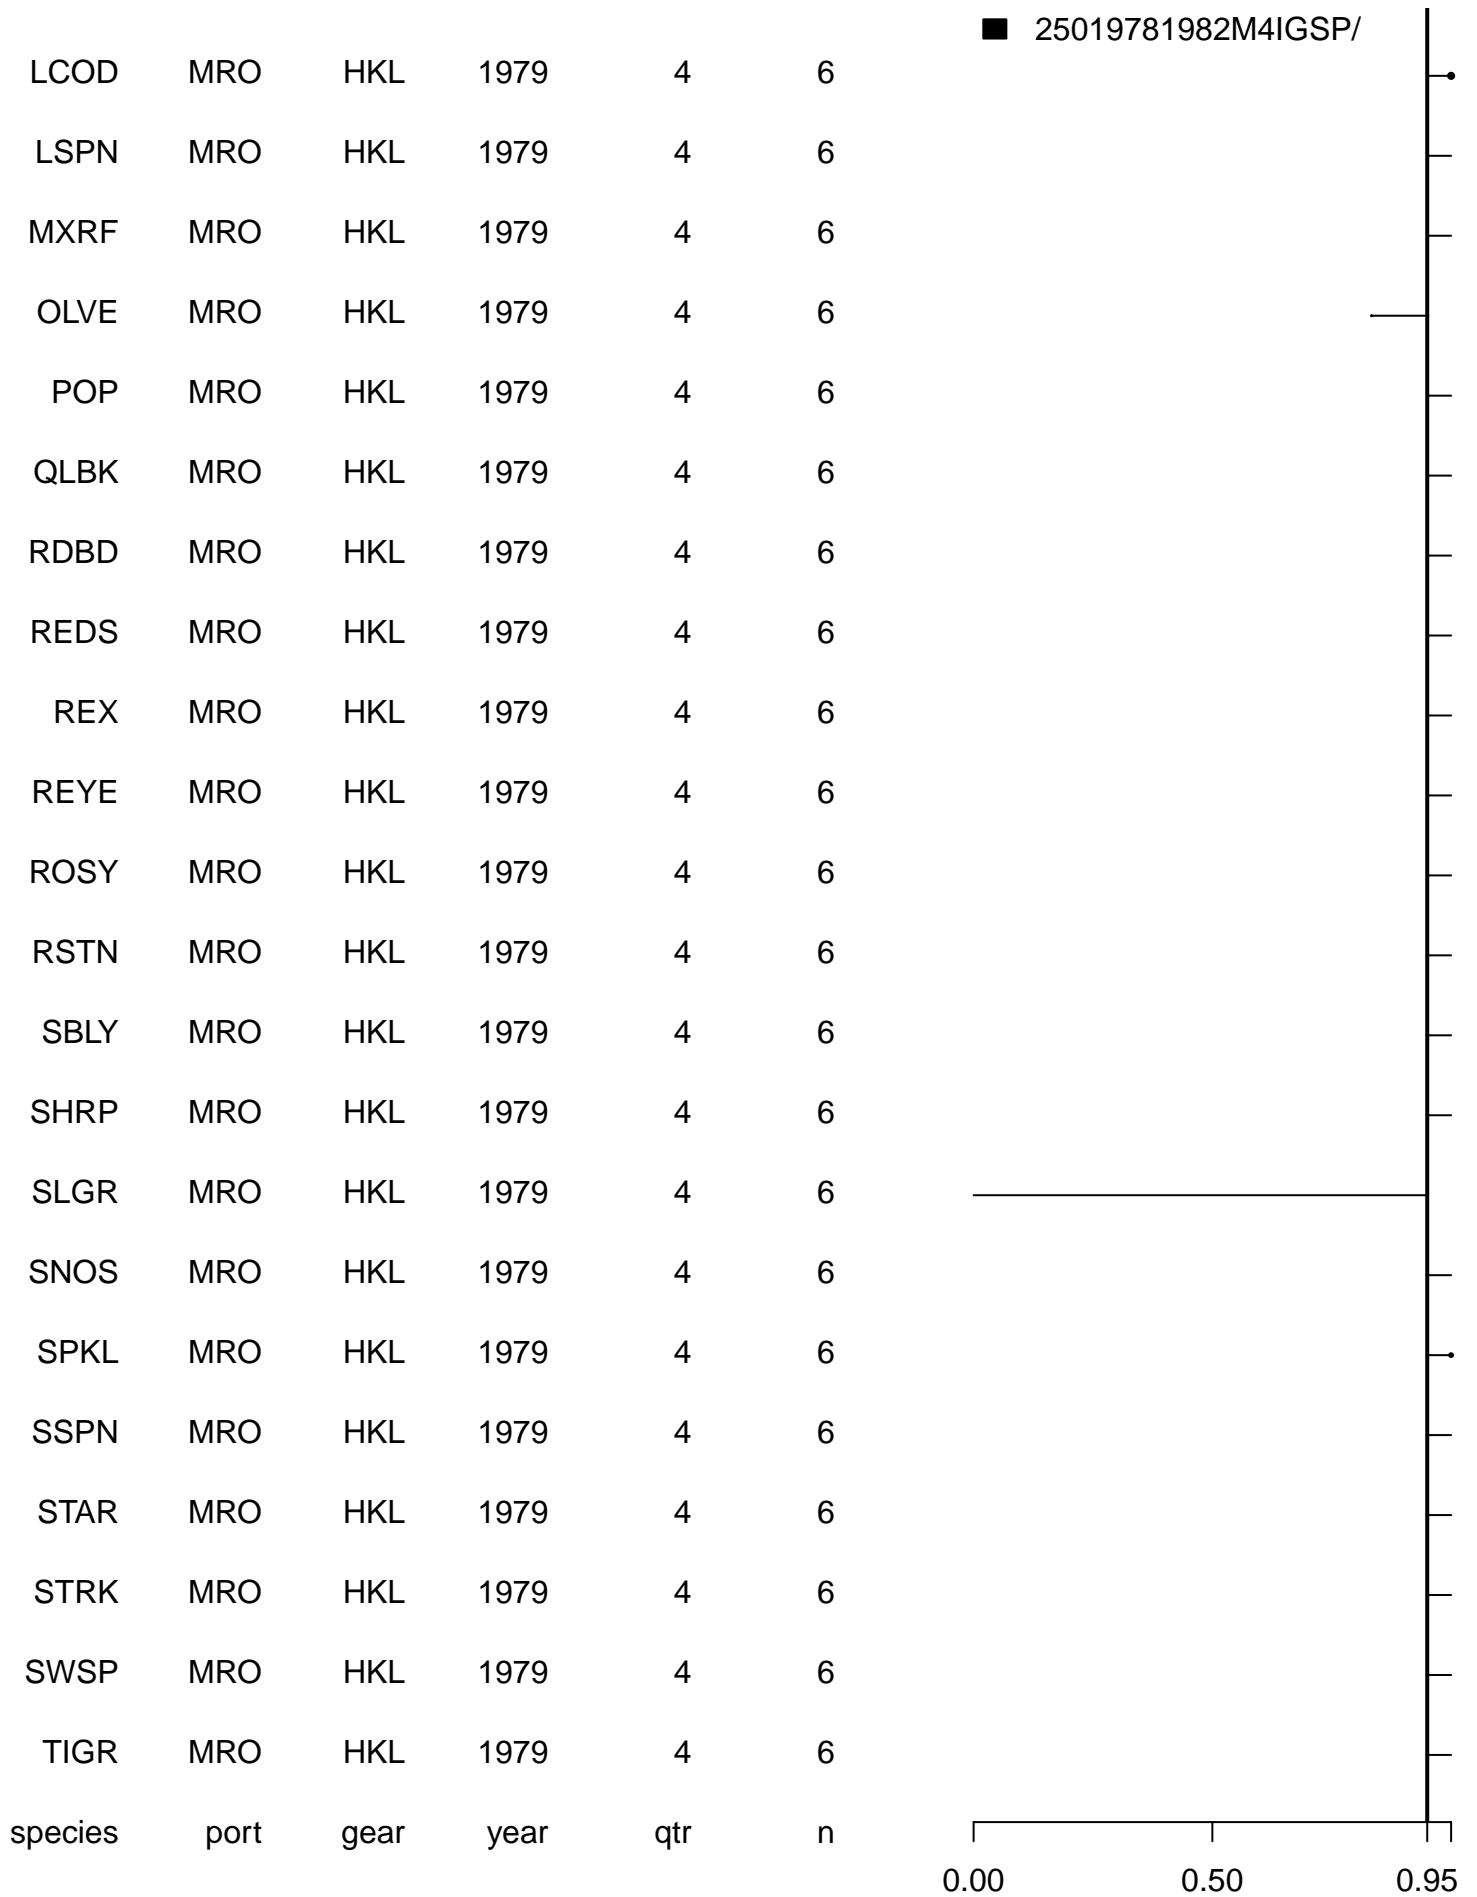 25019781982M4IGSP/
LCOD MRO HKL 1979 4 6
LSPN MRO HKL 1979 4 6
MXRF MRO HKL 1979 4 6
OLVE MRO HKL 1979 4 6
POP MRO HKL 1979 4 6
QLBK MRO HKL 1979 4 6
RDBD MRO HKL 1979 4 6
REDS MRO HKL 1979 4 6
REX MRO HKL 1979 4 6
REYE MRO HKL 1979 4 6
ROSY MRO HKL 1979 4 6
RSTN MRO HKL 1979 4 6
SBLY MRO HKL 1979 4 6
SHRP MRO HKL 1979 4 6
SLGR MRO HKL 1979 4 6
SNOS MRO HKL 1979 4 6
SPKL MRO HKL 1979 4 6
SSPN MRO HKL 1979 4 6
STAR MRO HKL 1979 4 6
STRK MRO HKL 1979 4 6
SWSP MRO HKL 1979 4 6
TIGR MRO HKL 1979 4 6
species port gear year qtr n
0.00 0.50 0.95